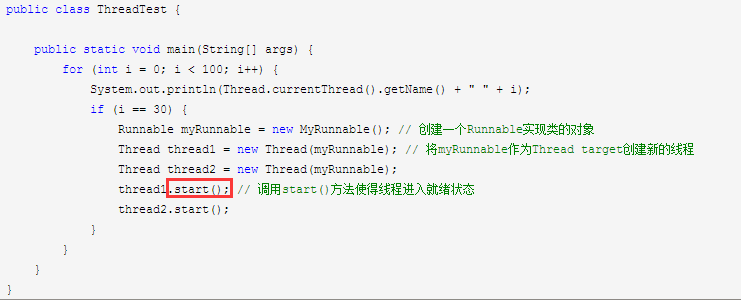 public class ThreadTest {
public static void main(String[] args) {
for (int i = 0; i < 100; i++) {
System.out.println(Thread.currentThread().getName() + " " + i);
if (i == 30) {
Runnable myRunnable = new MyRunnable(); // 创建一个Runnable实现类的对象
Thread thread1 = new Thread(myRunnable); // 将myRunnable作为Thread target创建新的线程
Thread thread2 = new Thread(myRunnable);
thread1.start(); // 调用start()方法使得线程进入就绪状态
thread2.start();
}
}
}
}